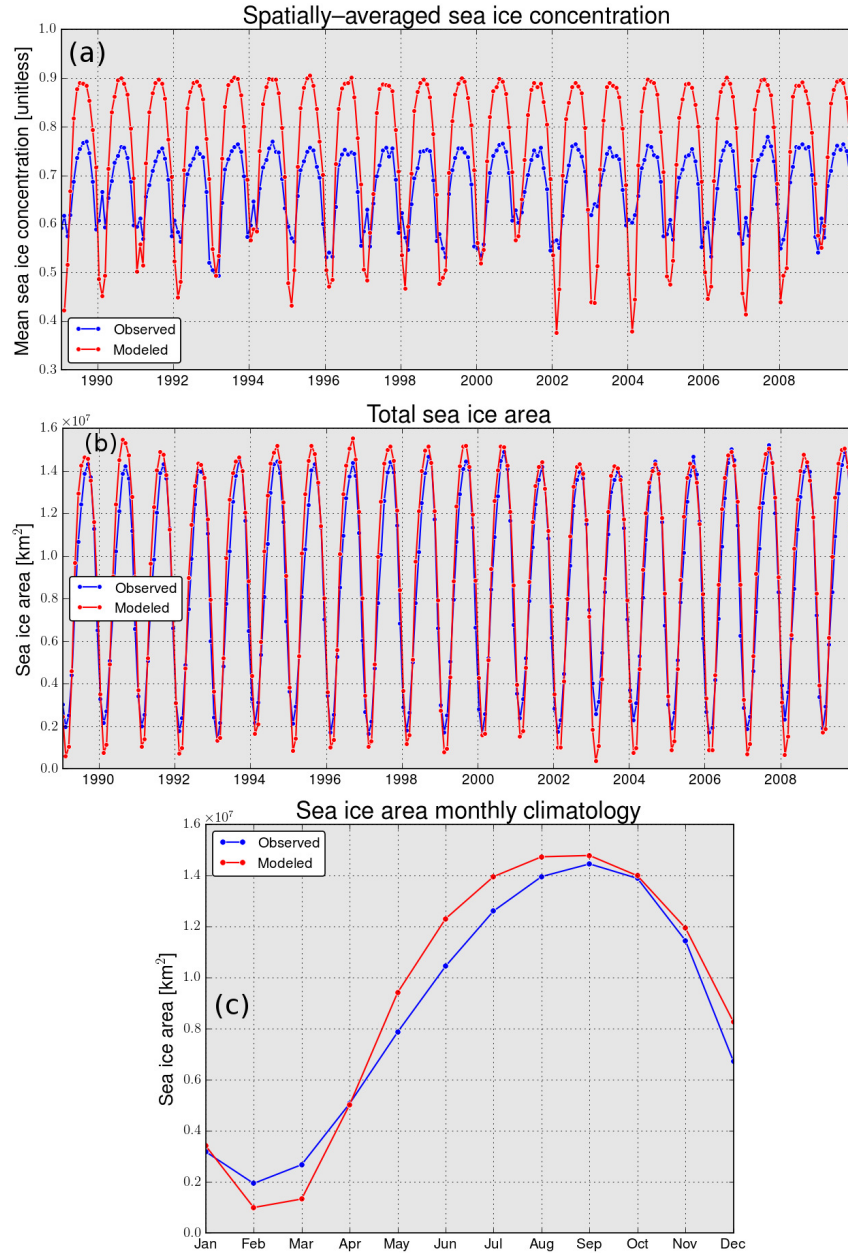 Spatially–averaged sea ice concentration
(a)
Mean sea ice concentration [unitless]
1.0
0.9
0.8
0.7
0.6
0.5
0.4
0.3
Observed
Modeled
1990 1992 1994 1996 1998 2000 2002 2004 2006 2008
Total sea ice area
(b)
×10⁷
Sea ice area [km²]
1.6
1.4
1.2
1.0
0.8
0.6
0.4
0.2
0.0
Observed
Modeled
1990 1992 1994 1996 1998 2000 2002 2004 2006 2008
Sea ice area monthly climatology
(c)
×10⁷
Sea ice area [km²]
1.6
1.4
1.2
1.0
0.8
0.6
0.4
0.2
0.0
Observed
Modeled
Jan Feb Mar Apr May Jun Jul Aug Sep Oct Nov Dec